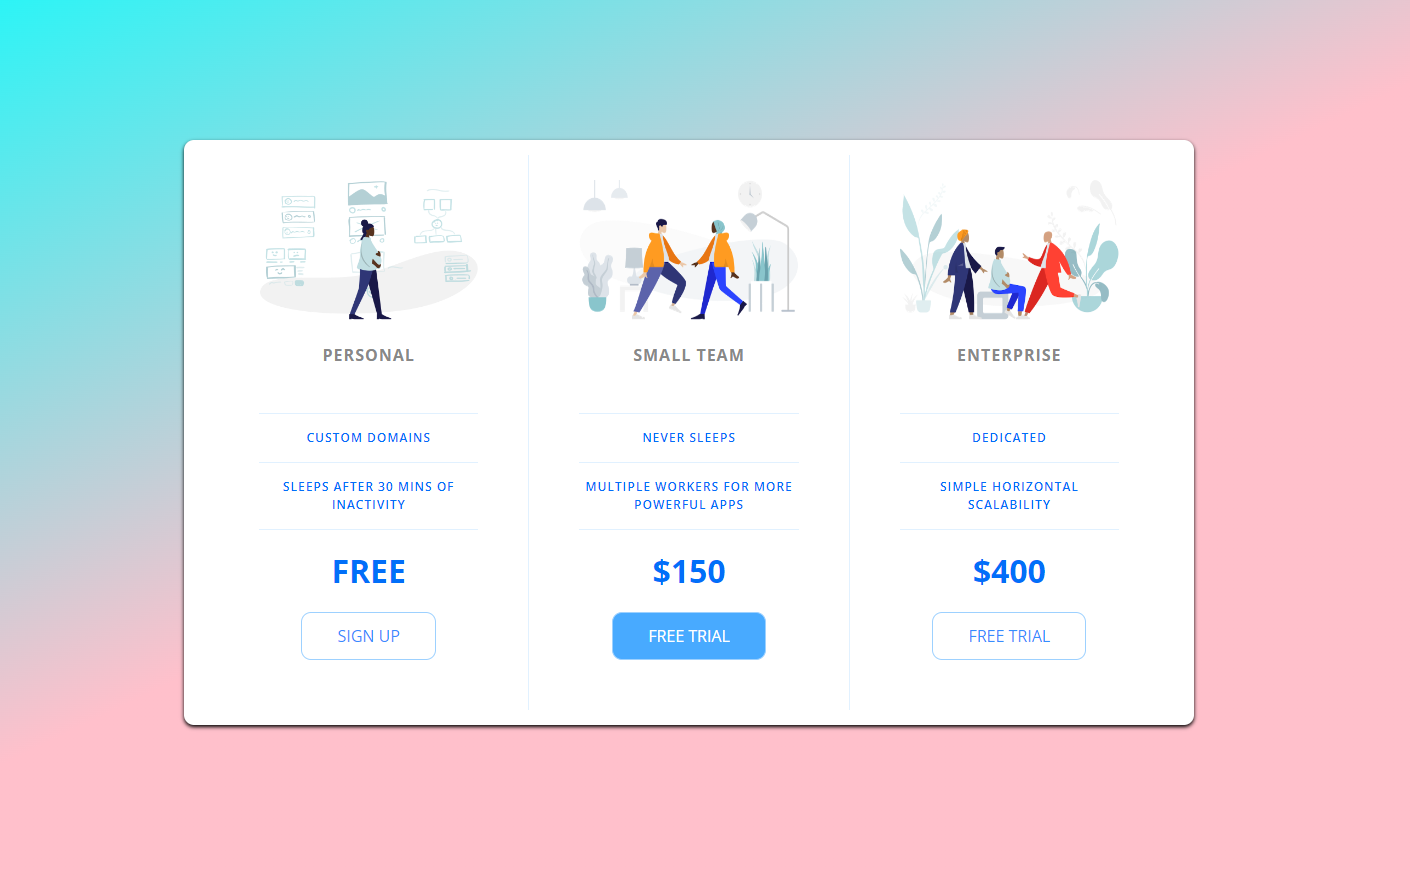 PERSONAL
CUSTOM DOMAINS
SLEEPS AFTER 30 MINS OF
INACTIVITY
FREE
SIGN UP
SMALL TEAM
NEVER SLEEPS
MULTIPLE WORKERS FOR MORE
POWERFUL APPS
$150
FREE TRIAL
ENTERPRISE
DEDICATED
SIMPLE HORIZONTAL
SCALABILITY
$400
FREE TRIAL